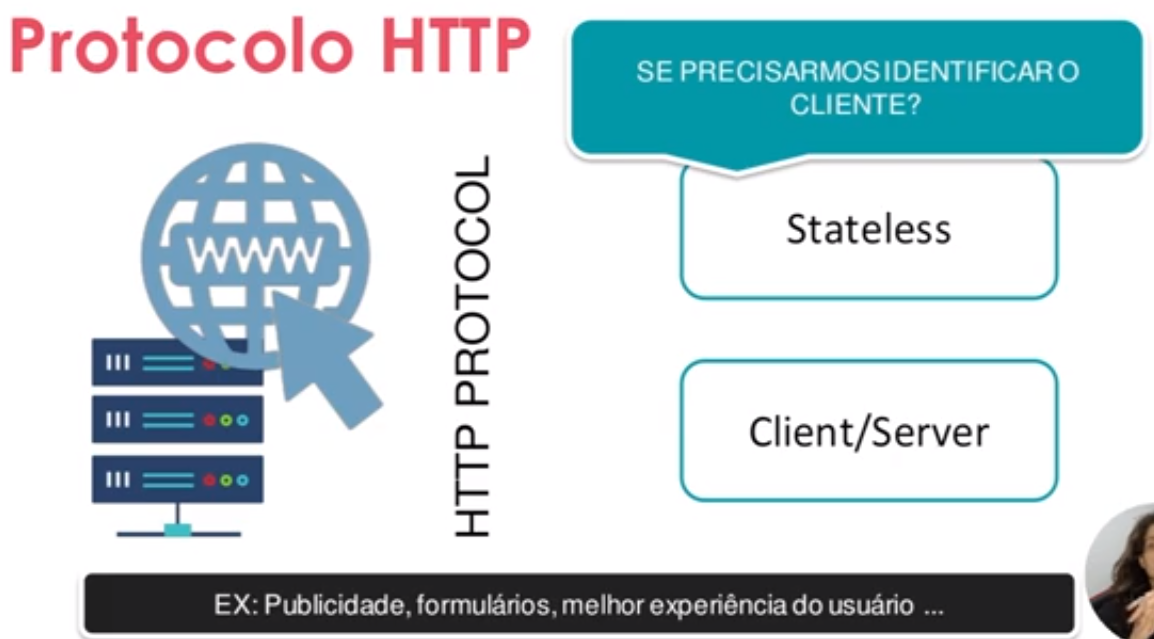 Protocolo HTTP
SE PRECISARMOS IDENTIFICAR O
CLIENTE?
WWW
HTTP PROTOCOL
Stateless
Client/Server
EX: Publicidade, formulários, melhor experiência do usuário ...